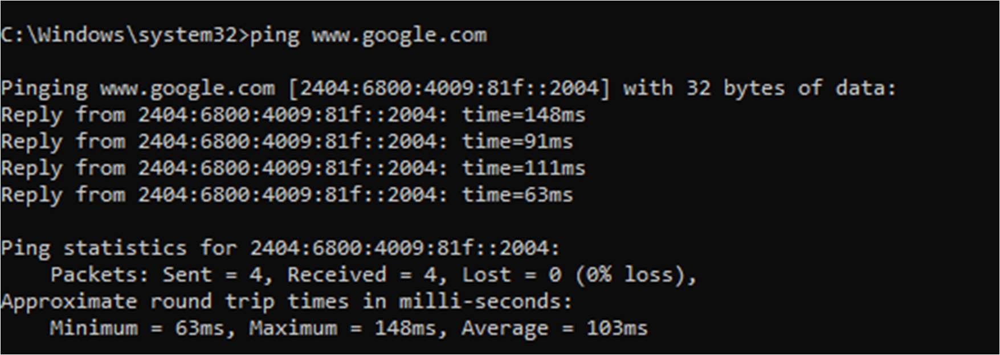 C:\Windows\system32>ping www.google.com
Pinging www.google.com [2404:6800:4009:81f::2004] with 32 bytes of data:
Reply from 2404:6800:4009:81f::2004: time=148ms
Reply from 2404:6800:4009:81f::2004: time=91ms
Reply from 2404:6800:4009:81f::2004: time=111ms
Reply from 2404:6800:4009:81f::2004: time=63ms
Ping statistics for 2404:6800:4009:81f::2004:
Packets: Sent = 4, Received = 4, Lost = 0 (0% loss),
Approximate round trip times in milli-seconds:
Minimum = 63ms, Maximum = 148ms, Average = 103ms